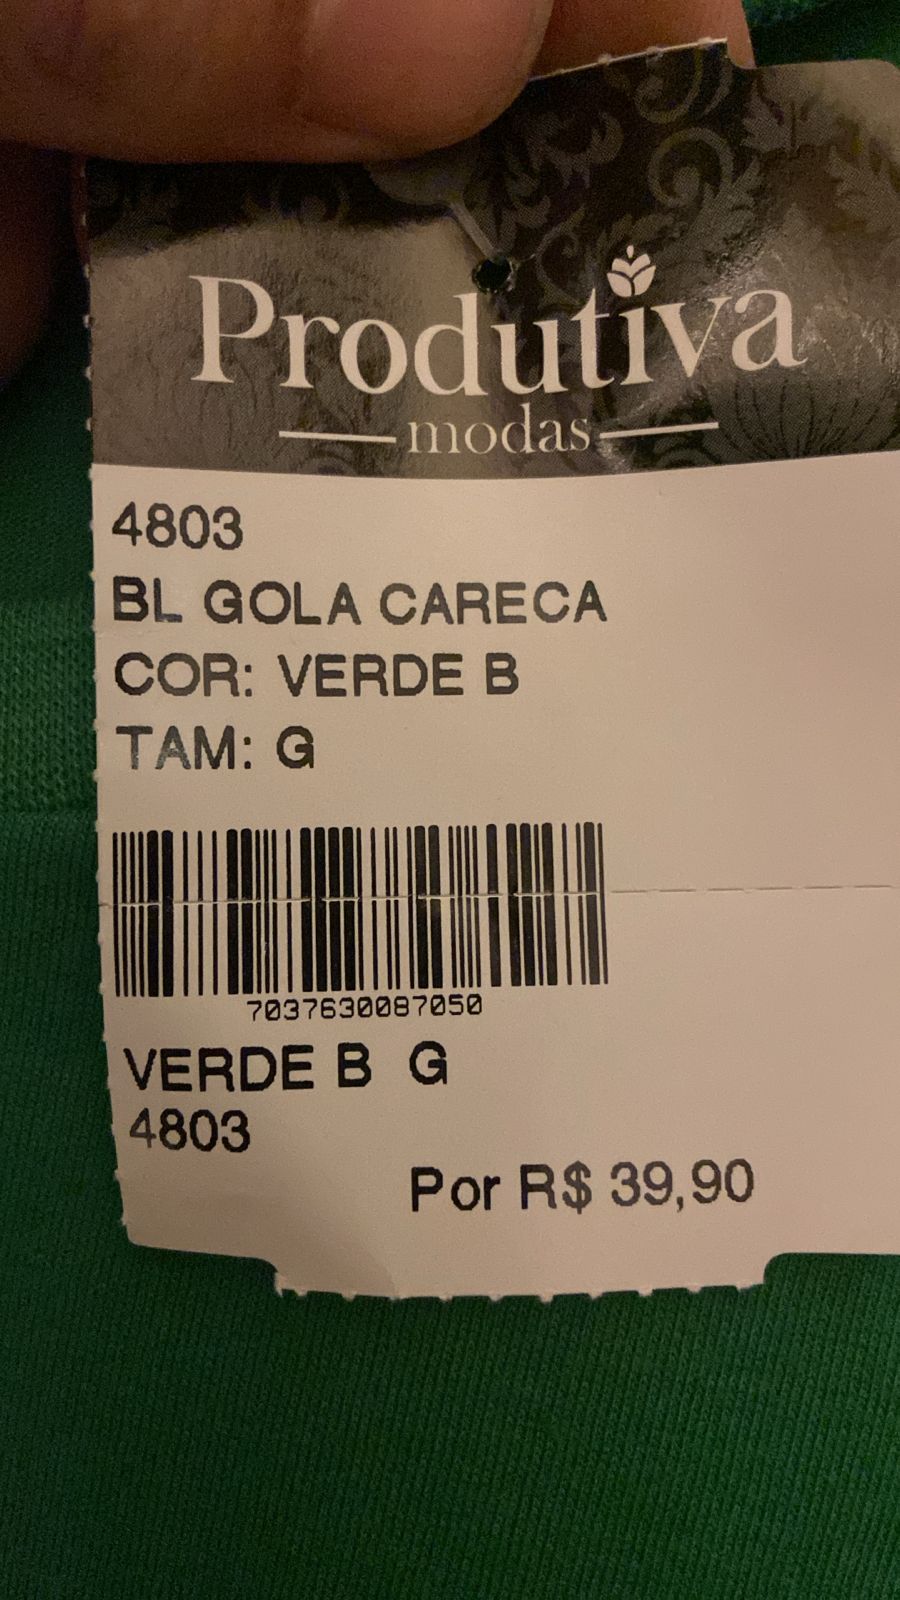 Produtiva
modas
4803
BL GOLA CARECA
COR: VERDE B
TAM: G
7037630087050
VERDE B G
4803
Por R$ 39,90